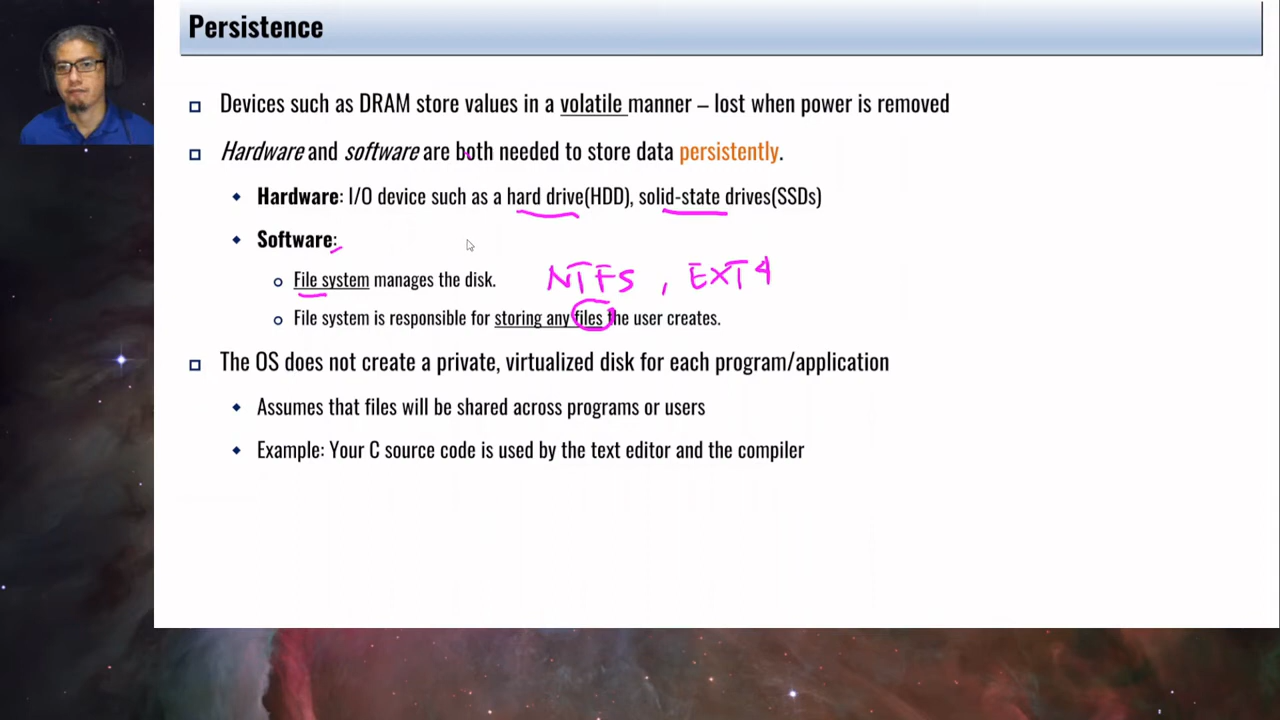 Persistence
Devices such as DRAM store values in a volatile manner – lost when power is removed
Hardware and software are both needed to store data persistently.
Hardware: I/O device such as a hard drive(HDD), solid-state drives(SSDs)
Software:
File system manages the disk. NTFS , EXT4
File system is responsible for storing any files the user creates.
The OS does not create a private, virtualized disk for each program/application
Assumes that files will be shared across programs or users
Example: Your C source code is used by the text editor and the compiler